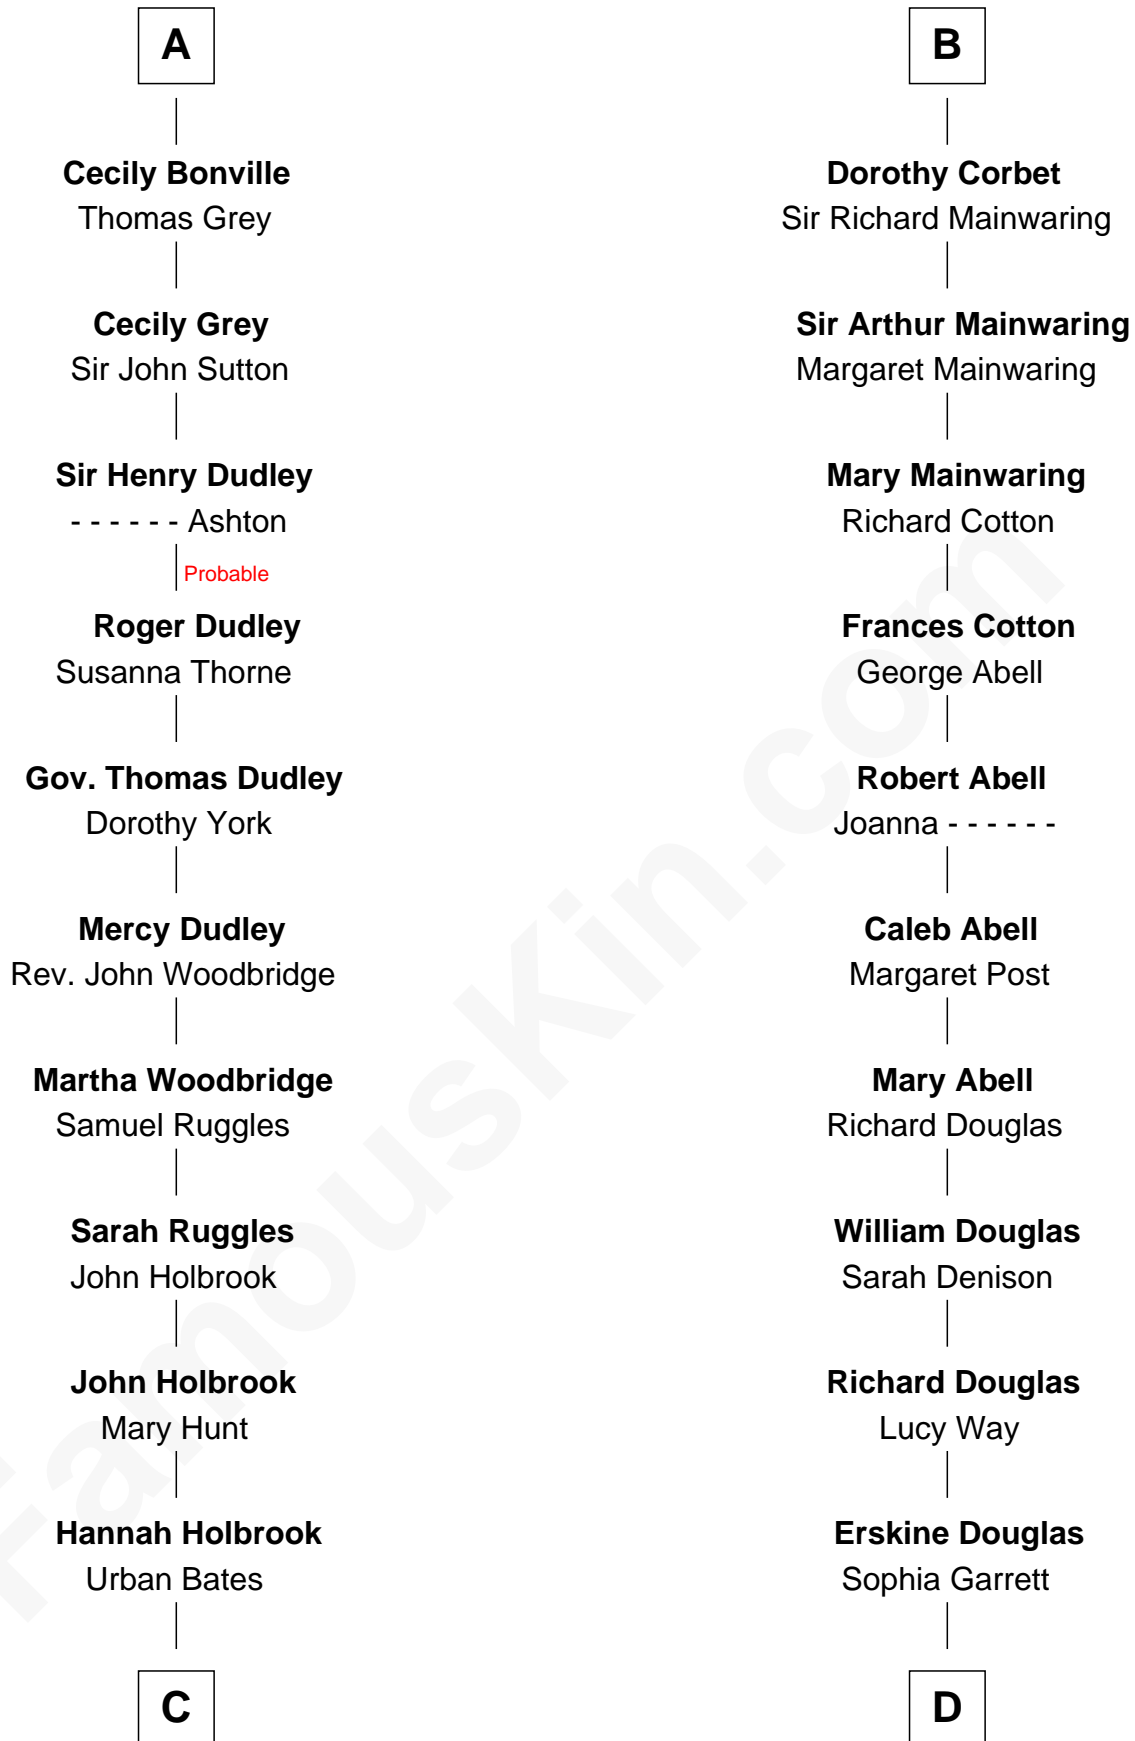 A
Cecily Bonville
Thomas Grey
Cecily Grey
Sir John Sutton
Sir Henry Dudley
- - - - - - Ashton
Probable
Roger Dudley
Susanna Thorne
Gov. Thomas Dudley
Dorothy York
Mercy Dudley
Rev. John Woodbridge
Martha Woodbridge
Samuel Ruggles
Sarah Ruggles
John Holbrook
John Holbrook
Mary Hunt
Hannah Holbrook
Urban Bates
C
B
Dorothy Corbet
Sir Richard Mainwaring
Sir Arthur Mainwaring
Margaret Mainwaring
Mary Mainwaring
Richard Cotton
Frances Cotton
George Abell
Robert Abell
Joanna - - - - - -
Caleb Abell
Margaret Post
Mary Abell
Richard Douglas
William Douglas
Sarah Denison
Richard Douglas
Lucy Way
Erskine Douglas
Sophia Garrett
D
FamousKin.com